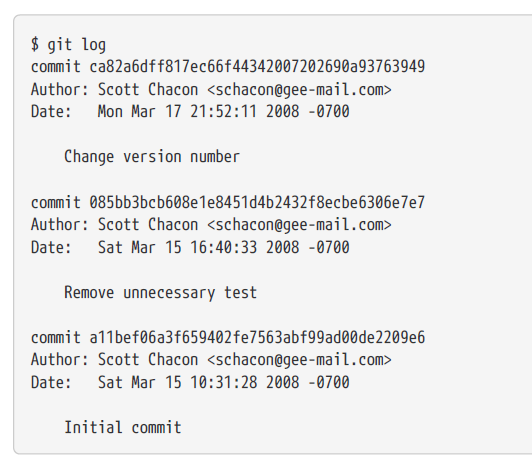 $ git log
commit ca82a6dff817ec66f44342007202690a93763949
Author: Scott Chacon <schacon@gee-mail.com>
Date:   Mon Mar 17 21:52:11 2008 -0700

    Change version number

commit 085bb3bcb608e1e8451d4b2432f8ecbe6306e7e7
Author: Scott Chacon <schacon@gee-mail.com>
Date:   Sat Mar 15 16:40:33 2008 -0700

    Remove unnecessary test

commit a11bef06a3f659402fe7563abf99ad00de2209e6
Author: Scott Chacon <schacon@gee-mail.com>
Date:   Sat Mar 15 10:31:28 2008 -0700

    Initial commit